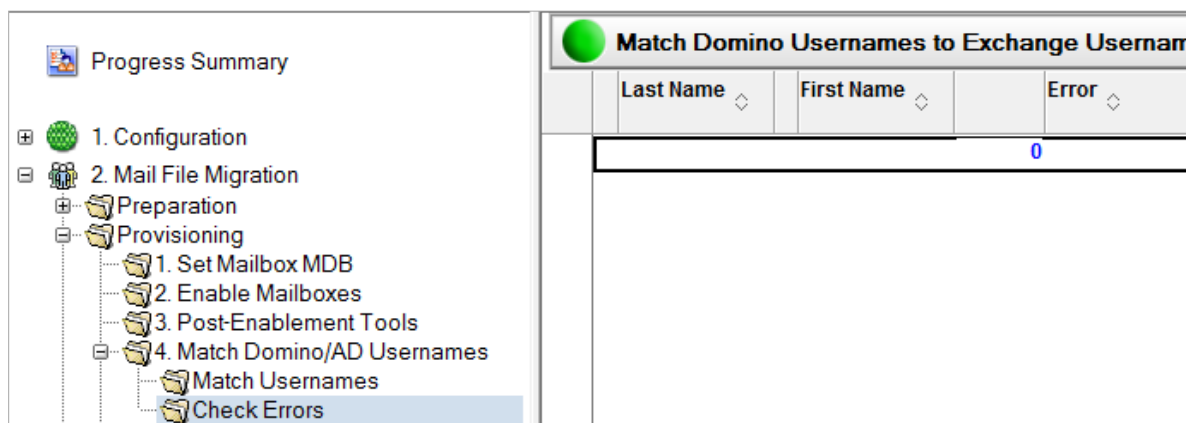 Progress Summary
1. Configuration
2. Mail File Migration
Preparation
Provisioning
1. Set Mailbox MDB
2. Enable Mailboxes
3. Post-Enablement Tools
4. Match Domino/AD Usernames
Match Usernames
Check Errors
Match Domino Usernames to Exchange Usernam
Last Name First Name Error
0